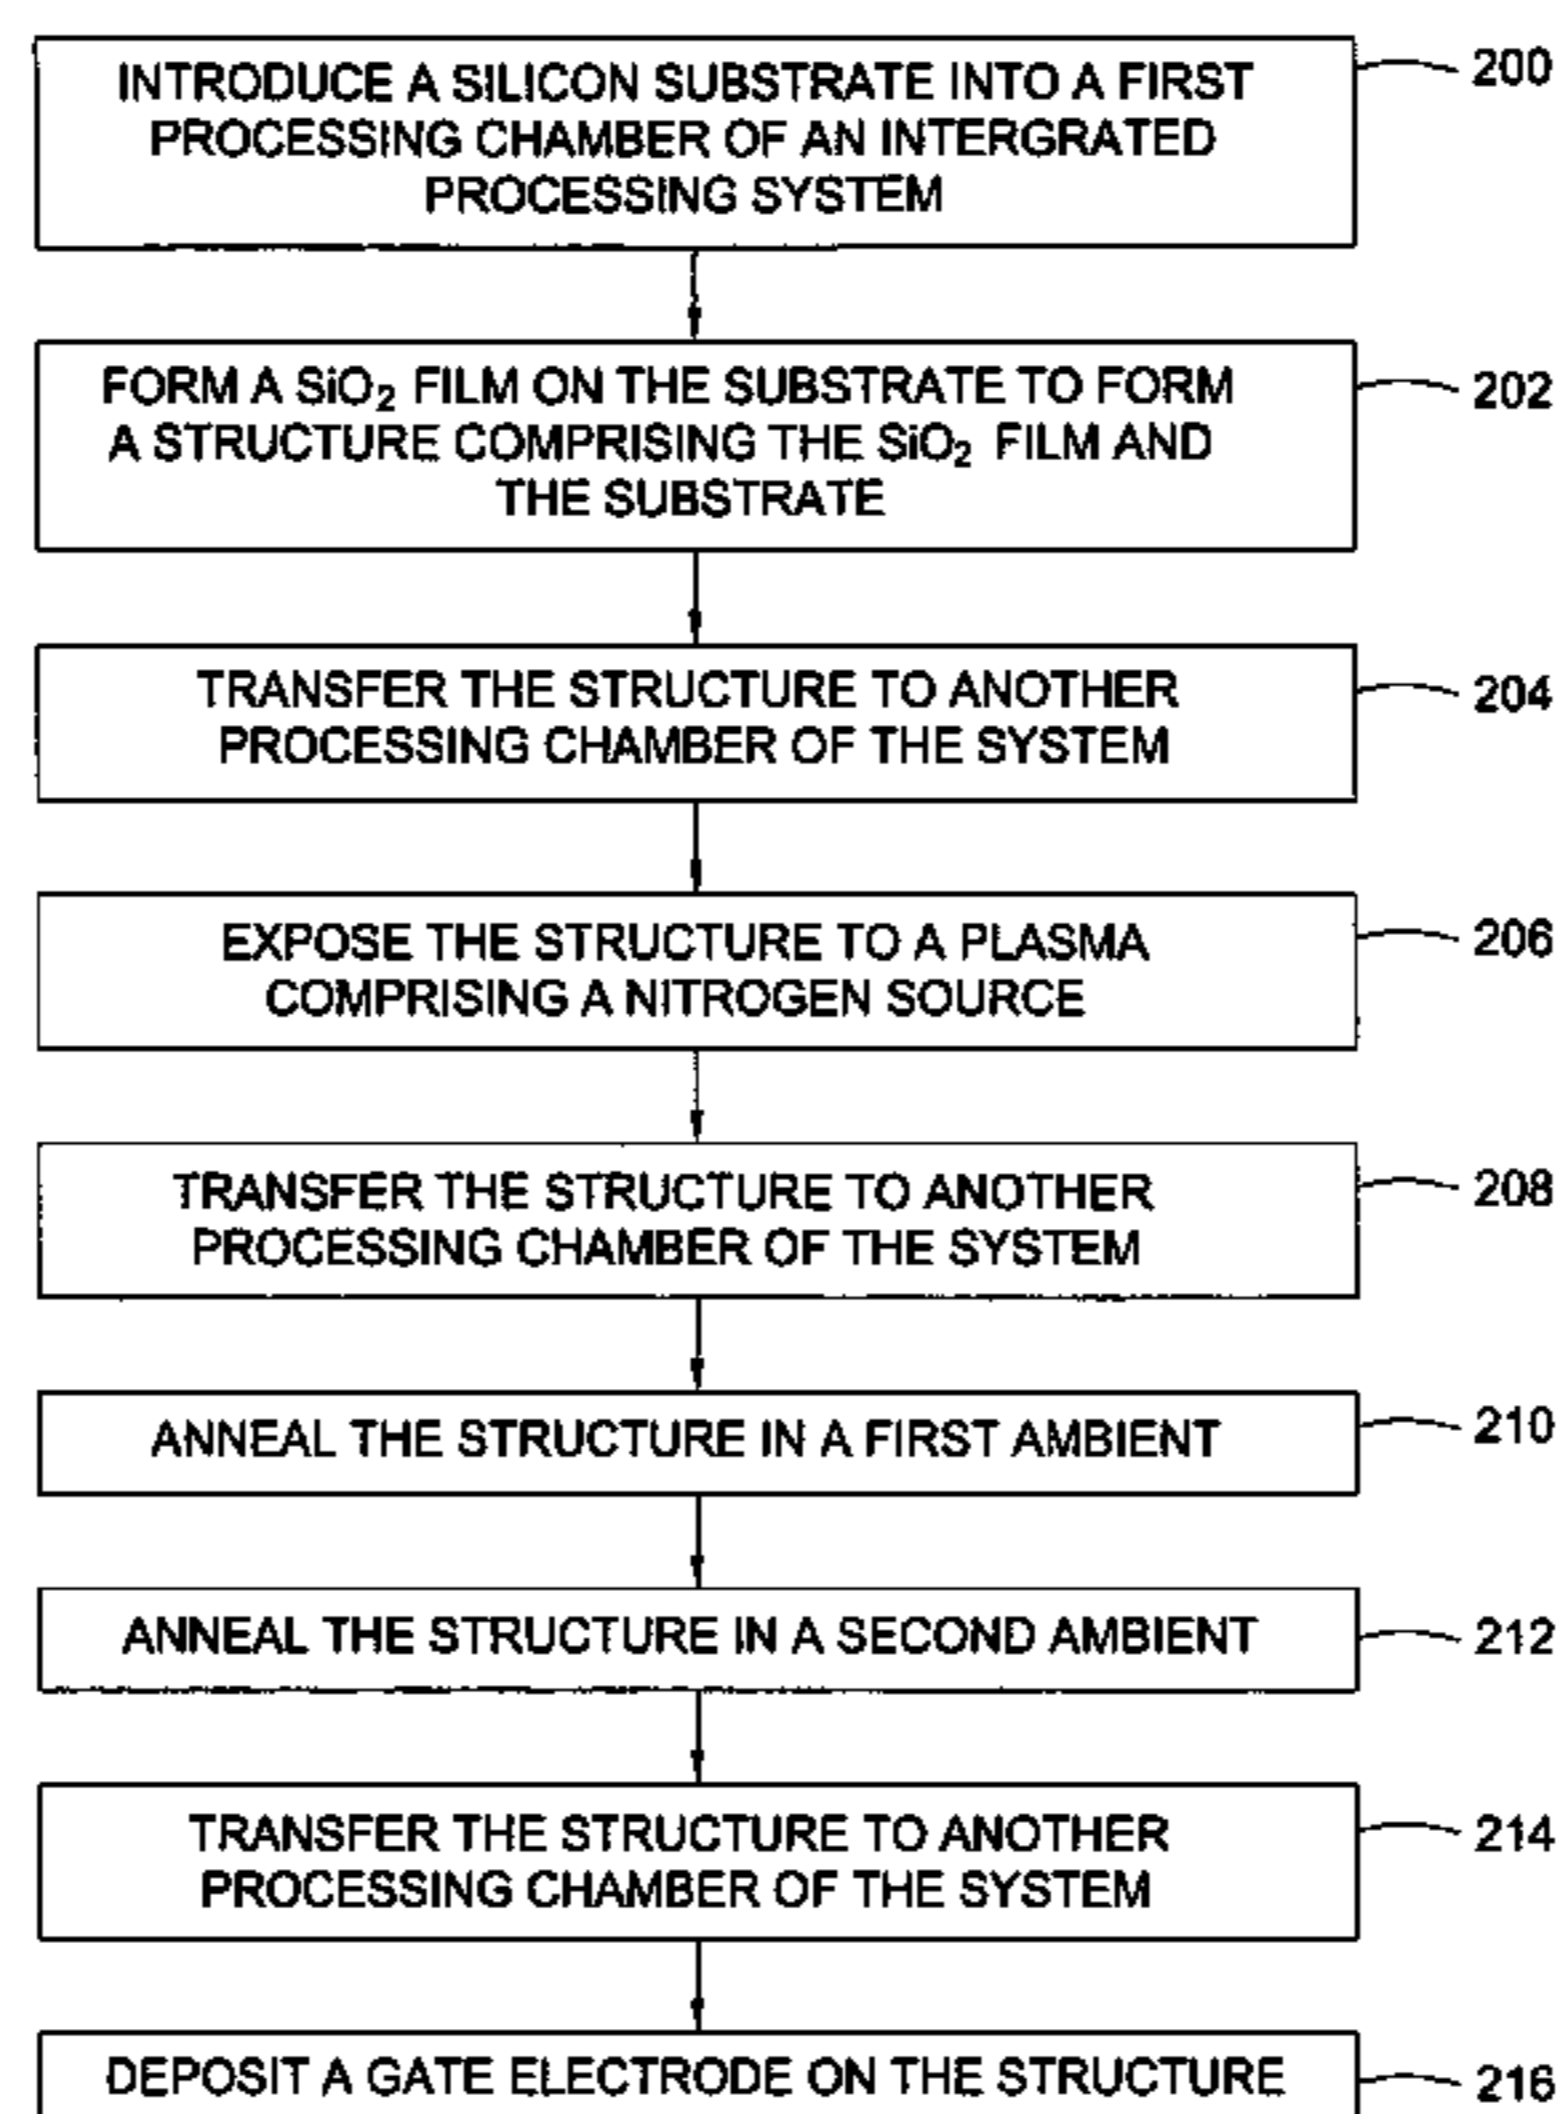 INTRODUCE A SILICON SUBSTRATE INTO A FIRST
PROCESSING CHAMBER OF AN INTERGRATED
PROCESSING SYSTEM
200
FORM A SiO₂ FILM ON THE SUBSTRATE TO FORM
A STRUCTURE COMPRISING THE SiO₂ FILM AND
THE SUBSTRATE
202
TRANSFER THE STRUCTURE TO ANOTHER
PROCESSING CHAMBER OF THE SYSTEM
204
EXPOSE THE STRUCTURE TO A PLASMA
COMPRISING A NITROGEN SOURCE
206
TRANSFER THE STRUCTURE TO ANOTHER
PROCESSING CHAMBER OF THE SYSTEM
208
ANNEAL THE STRUCTURE IN A FIRST AMBIENT
210
ANNEAL THE STRUCTURE IN A SECOND AMBIENT
212
TRANSFER THE STRUCTURE TO ANOTHER
PROCESSING CHAMBER OF THE SYSTEM
214
DEPOSIT A GATE ELECTRODE ON THE STRUCTURE
216